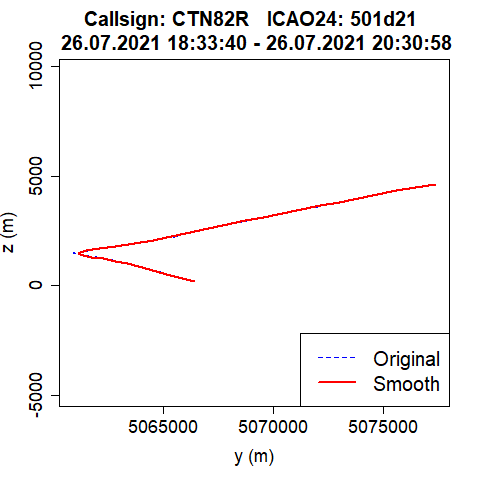 Callsign: CTN82R   ICAO24: 501d21
26.07.2021 18:33:40 - 26.07.2021 20:30:58
10000
5000
0
-5000
z (m)
Original
Smooth
5065000
5070000
5075000
y (m)